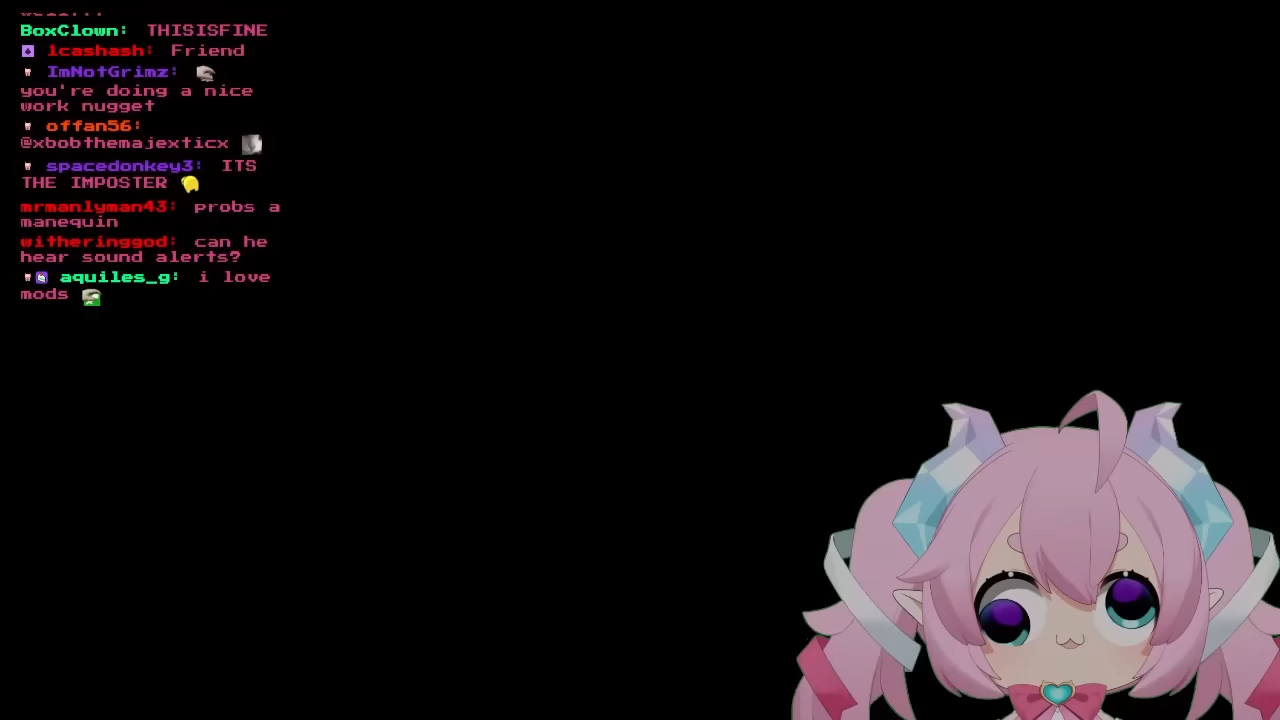 BoxClown: THISISFINE
lcashash: Friend
ImNotGrimz:
you're doing a nice
work nugget
offan56:
@xbobthemajexticx
spacedonkey3: ITS
THE IMPOSTER
mrmanlyman43: probs a
manequin
witheringgod: can he
hear sound alerts?
aquiles_g: i love
mods